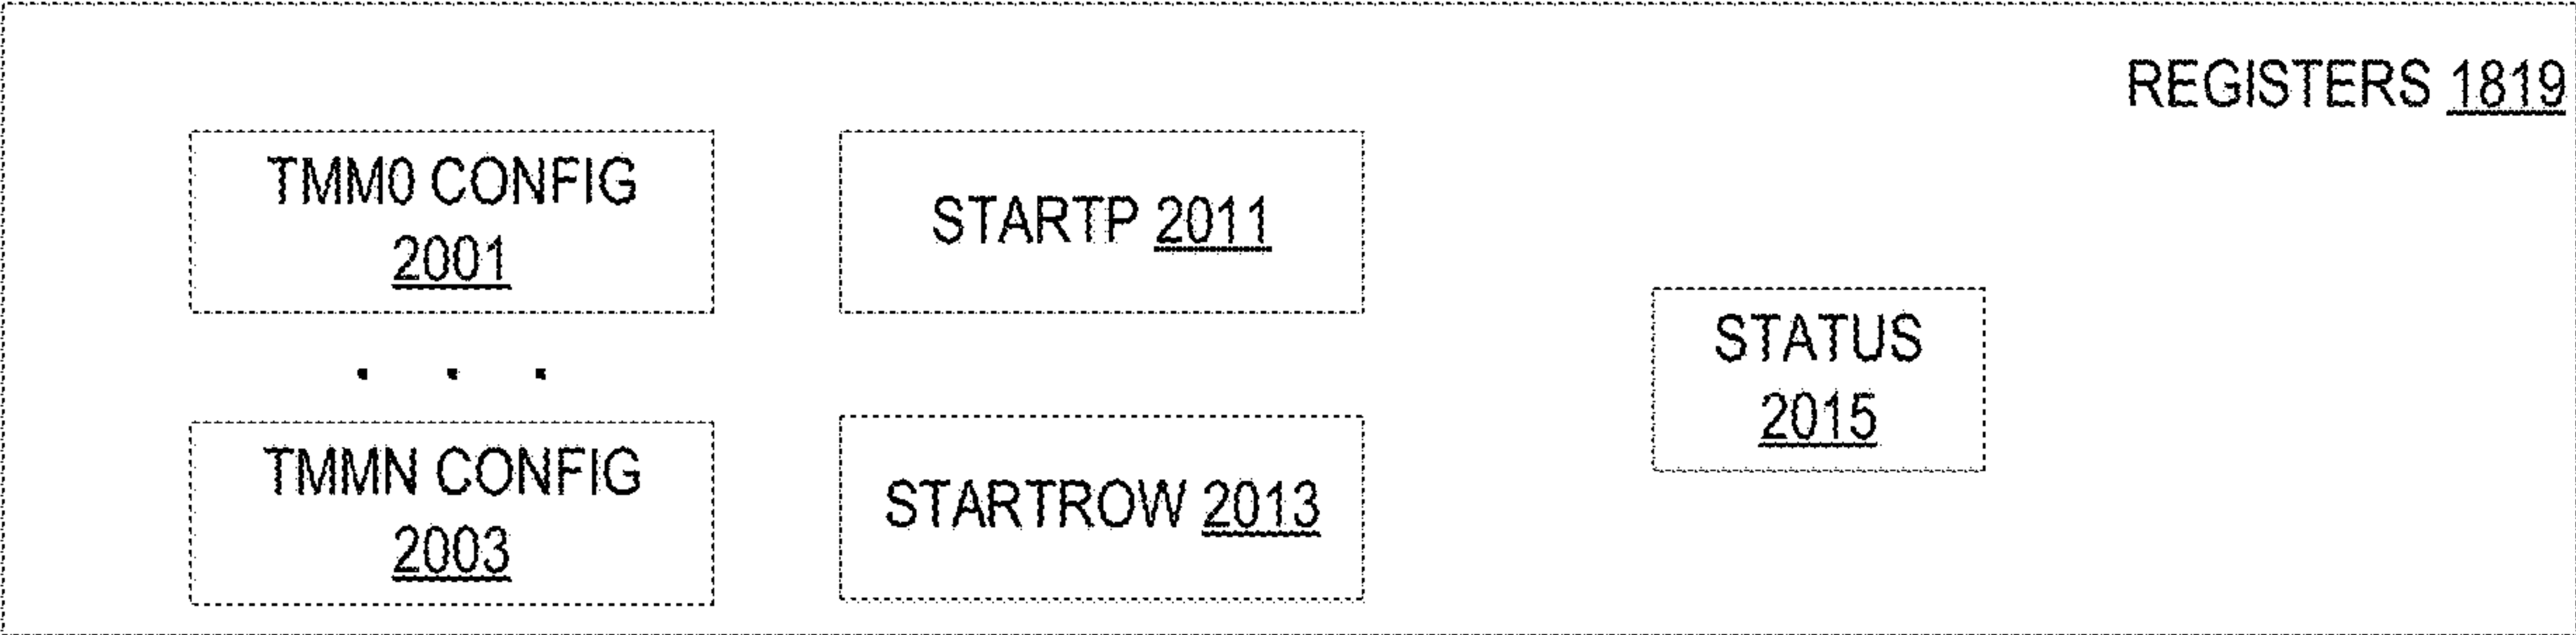 REGISTERS 1819
TMM0 CONFIG
2001
STARTP 2011
STATUS
2015
. . .
TMMN CONFIG
2003
STARTROW 2013